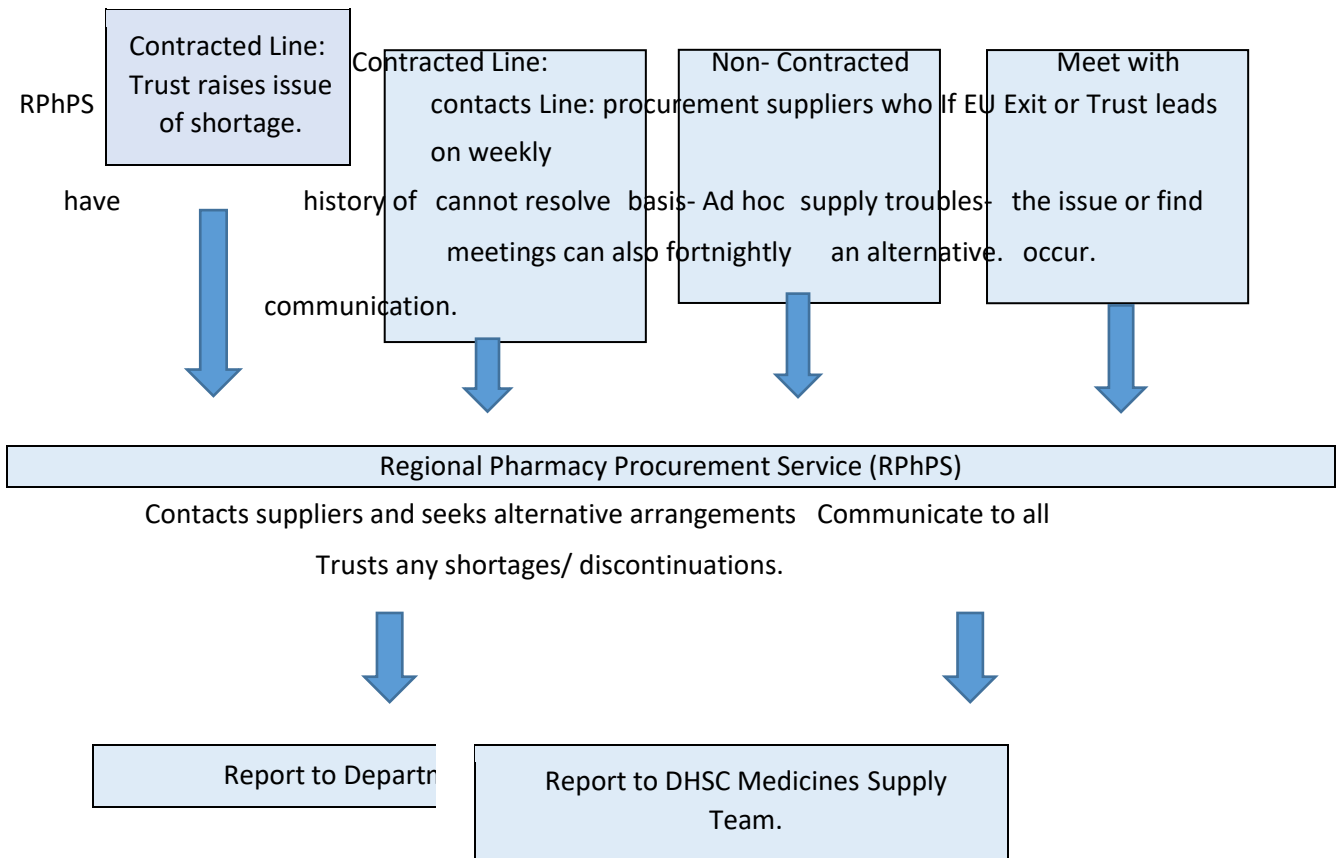 Contracted Line:
Trust raises issue
of shortage.
Contracted Line: Non- Contracted Meet with
RPhPS contacts Line: procurement suppliers who If EU Exit or Trust leads
on weekly
have history of cannot resolve basis- Ad hoc supply troubles- the issue or find
meetings can also fortnightly an alternative. occur.
communication.
Regional Pharmacy Procurement Service (RPhPS)
Contacts suppliers and seeks alternative arrangements Communicate to all
Trusts any shortages/ discontinuations.
Report to Departn
Report to DHSC Medicines Supply
Team.